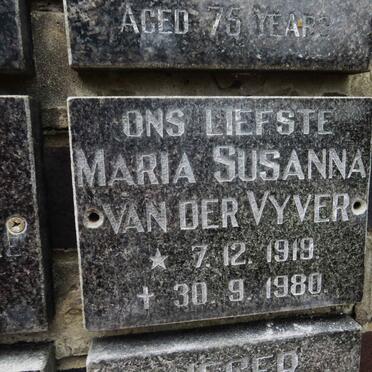 AGED 75 YEARS
ONS LIEFSTE
MARIA SUSANNA
VAN DER VYVER
★ 7. 12. 1919.
✝ 30. 9. 1980.